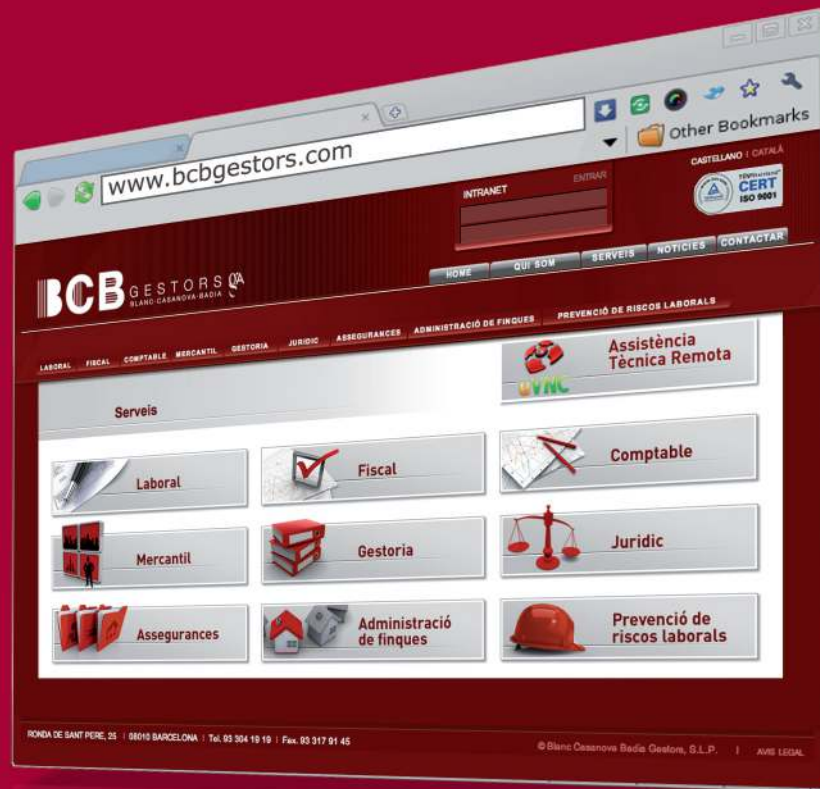 Other Bookmarks
www.bcbgestors.com
CASTELLANO | CATALÀ
INTRANET ENTRAR
TÜVRheinland
CERT
ISO 9001
HOME QUI SOM SERVEIS NOTICIES CONTACTAR
BCB GESTORS
BLANC-CASANOVA-BADIA
LABORAL FISCAL COMPTABLE MERCANTIL GESTORIA JURIDIC ASSEGURANCES ADMINISTRACIÓ DE FINQUES PREVENCIÓ DE RISCOS LABORALS
Assistència
Tècnica Remota
VNC
Serveis
Laboral
Fiscal
Comptable
Mercantil
Gestoria
Juridic
Assegurances
Administració
de finques
Prevenció de
riscos laborals
RONDA DE SANT PERE, 25 | 08010 BARCELONA | Tel. 93 304 19 19 | Fax. 93 317 91 45
© Blanc Casanova Badia Gestors, S.L.P. | AVIS LEGAL